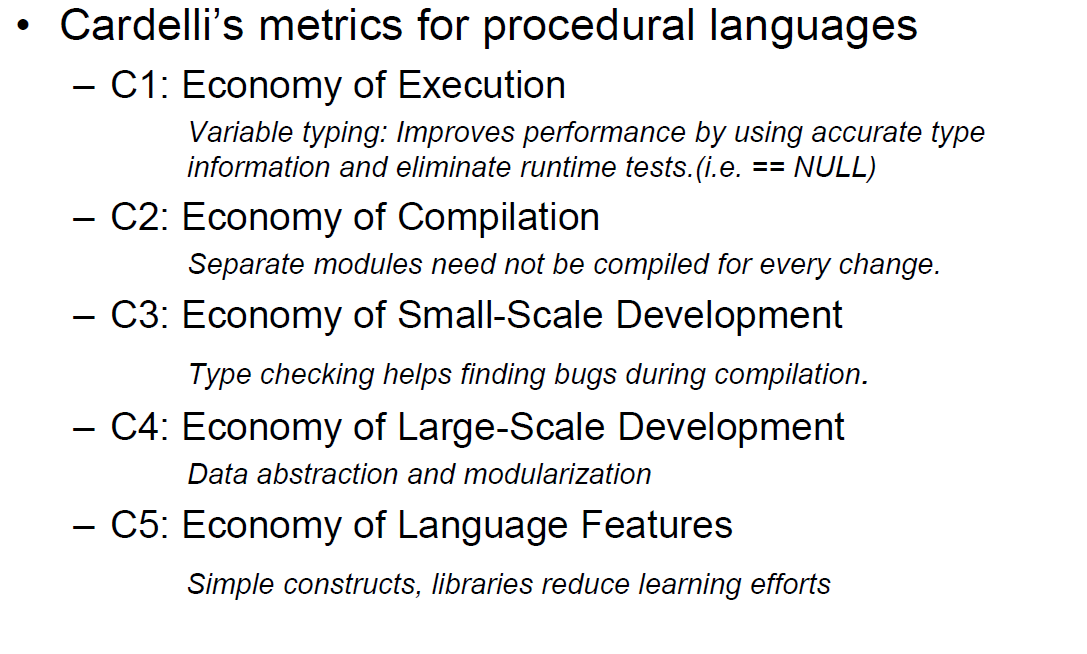 • Cardelli's metrics for procedural languages
– C1: Economy of Execution
Variable typing: Improves performance by using accurate type
information and eliminate runtime tests.(i.e. == NULL)
– C2: Economy of Compilation
Separate modules need not be compiled for every change.
– C3: Economy of Small-Scale Development
Type checking helps finding bugs during compilation.
– C4: Economy of Large-Scale Development
Data abstraction and modularization
– C5: Economy of Language Features
Simple constructs, libraries reduce learning efforts